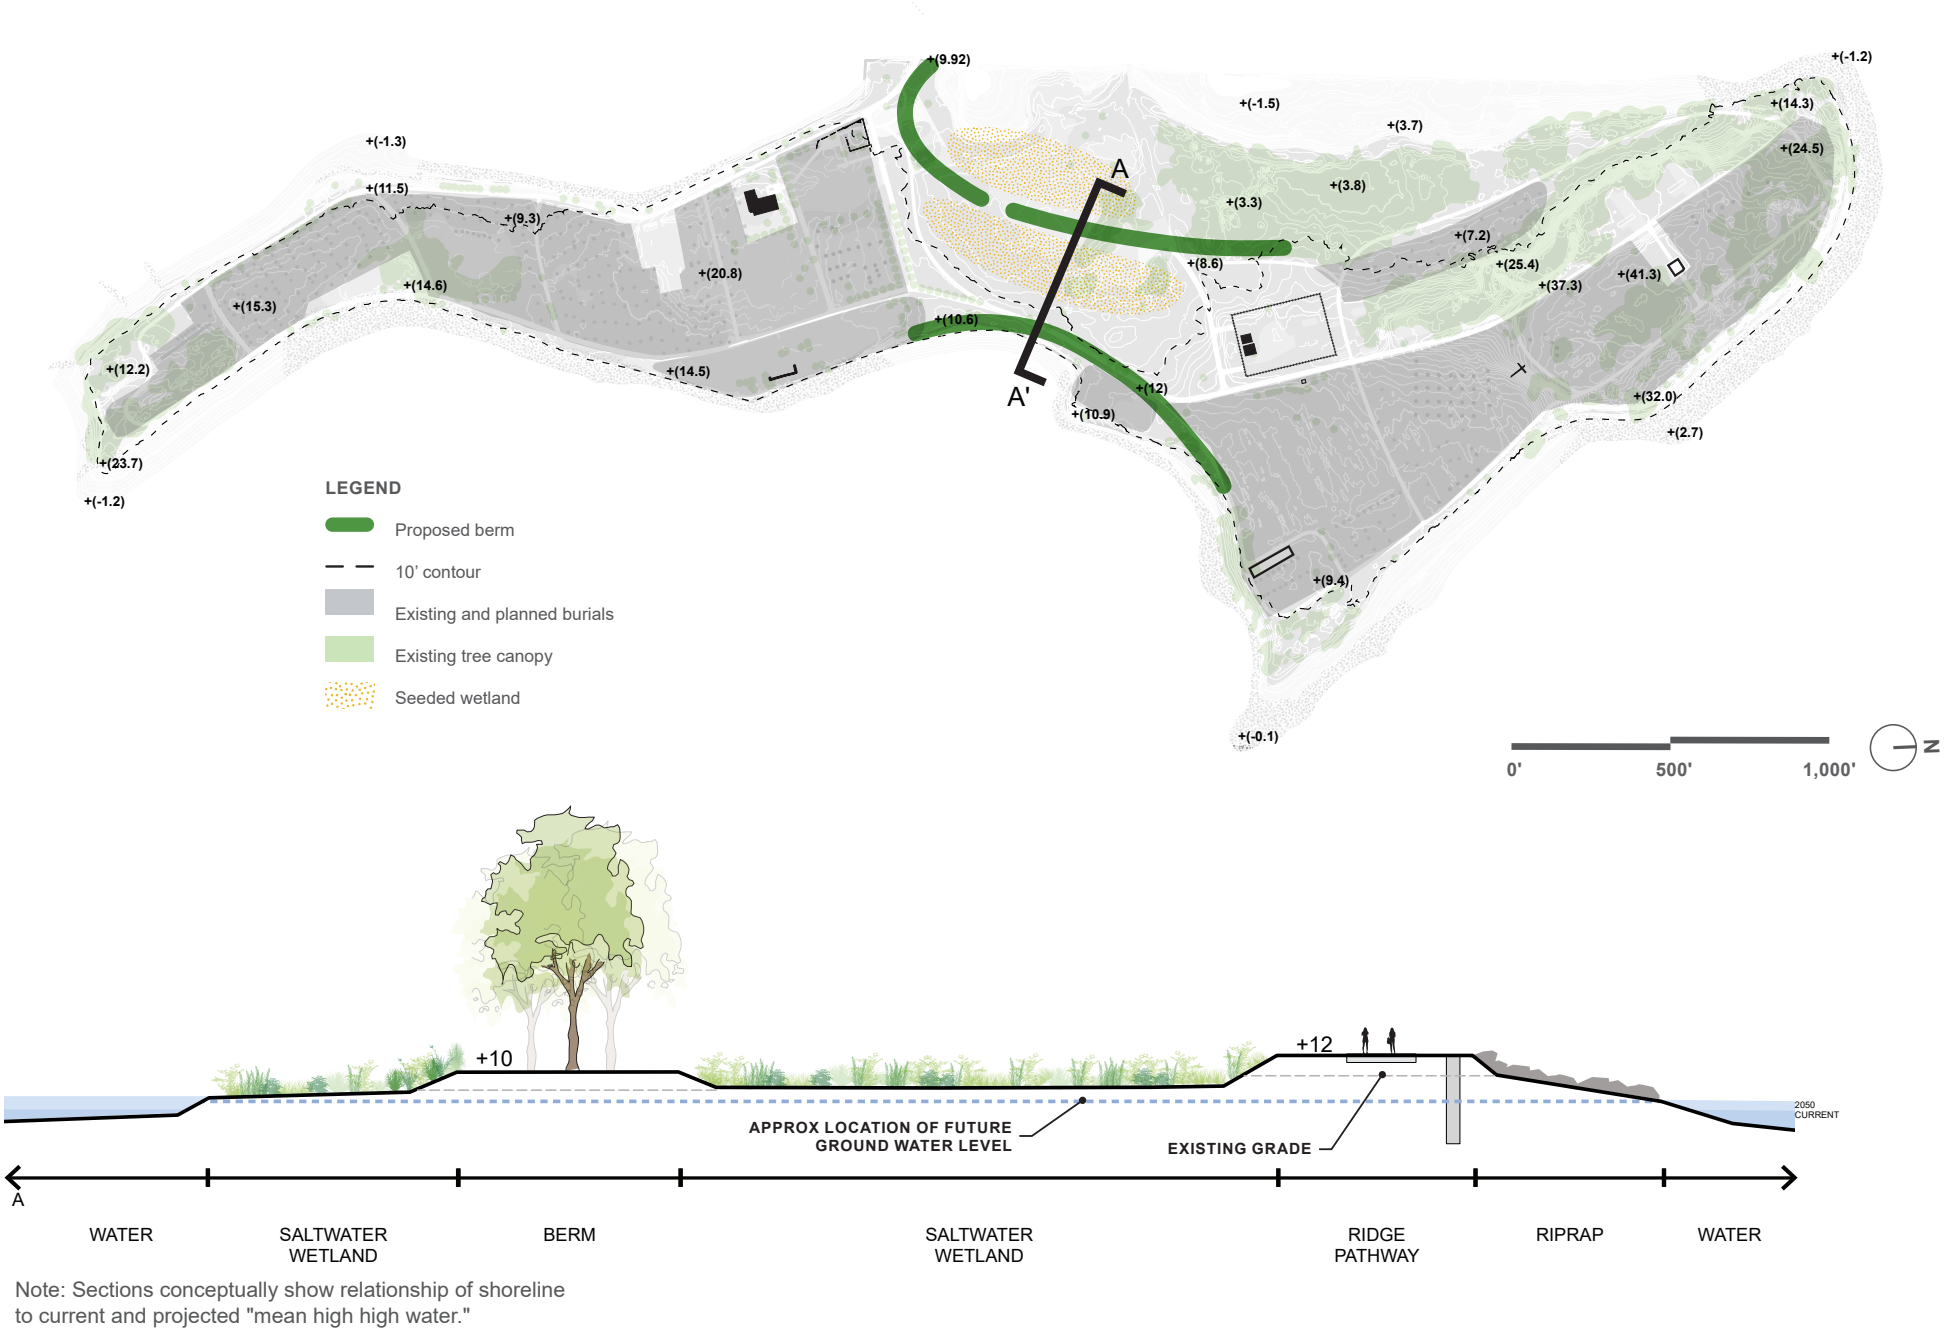 +(9.92)
+(-1.2)
+(-1.5)
+(14.3)
+(3.7)
+(-1.3)
+(24.5)
A
+(11.5)
+(3.8)
+(3.3)
+(9.3)
+(7.2)
+(8.6)
+(25.4)
+(20.8)
+(41.3)
+(14.6)
+(37.3)
+(15.3)
+(10.6)
+(12.2)
+(14.5)
+(12)
A'
+(32.0)
+(10.9)
+(2.7)
+(23.7)
+(-1.2)
+(9.4)
+(-0.1)
LEGEND
Proposed berm
10’ contour
Existing and planned burials
Existing tree canopy
Seeded wetland
0'
500'
1,000'
N
+10
+12
2050
CURRENT
APPROX LOCATION OF FUTURE
GROUND WATER LEVEL
EXISTING GRADE
A
WATER
SALTWATER
WETLAND
BERM
SALTWATER
WETLAND
RIDGE
PATHWAY
RIPRAP
WATER
Note: Sections conceptually show relationship of shoreline
to current and projected "mean high high water."